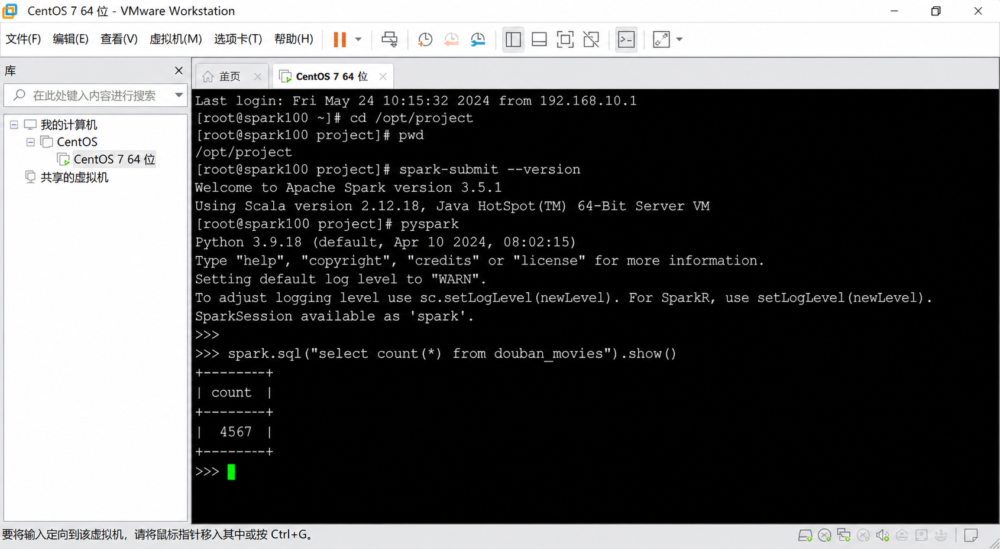 CentOS 7 64 位 - VMware Workstation
文件(F) 编辑(E) 查看(V) 虚拟机(M) 选项卡(T) 帮助(H)
库
在此处键入内容进行搜索
我的计算机
CentOS
CentOS 7 64 位
共享的虚拟机
首页
CentOS 7 64 位
Last login: Fri May 24 10:15:32 2024 from 192.168.10.1
[root@spark100 ~]# cd /opt/project
[root@spark100 project]# pwd
/opt/project
[root@spark100 project]# spark-submit --version
Welcome to Apache Spark version 3.5.1
Using Scala version 2.12.18, Java HotSpot(TM) 64-Bit Server VM
[root@spark100 project]# pyspark
Python 3.9.18 (default, Apr 10 2024, 08:02:15)
Type "help", "copyright", "credits" or "license" for more information.
Setting default log level to "WARN".
To adjust logging level use sc.setLogLevel(newLevel). For SparkR, use setLogLevel(newLevel).
SparkSession available as 'spark'.
>>>
>>> spark.sql("select count(*) from douban_movies").show()
+--------+
| count  |
+--------+
|  4567  |
+--------+
>>>
要将输入定向到该虚拟机，请将鼠标指针移入其中或按 Ctrl+G。